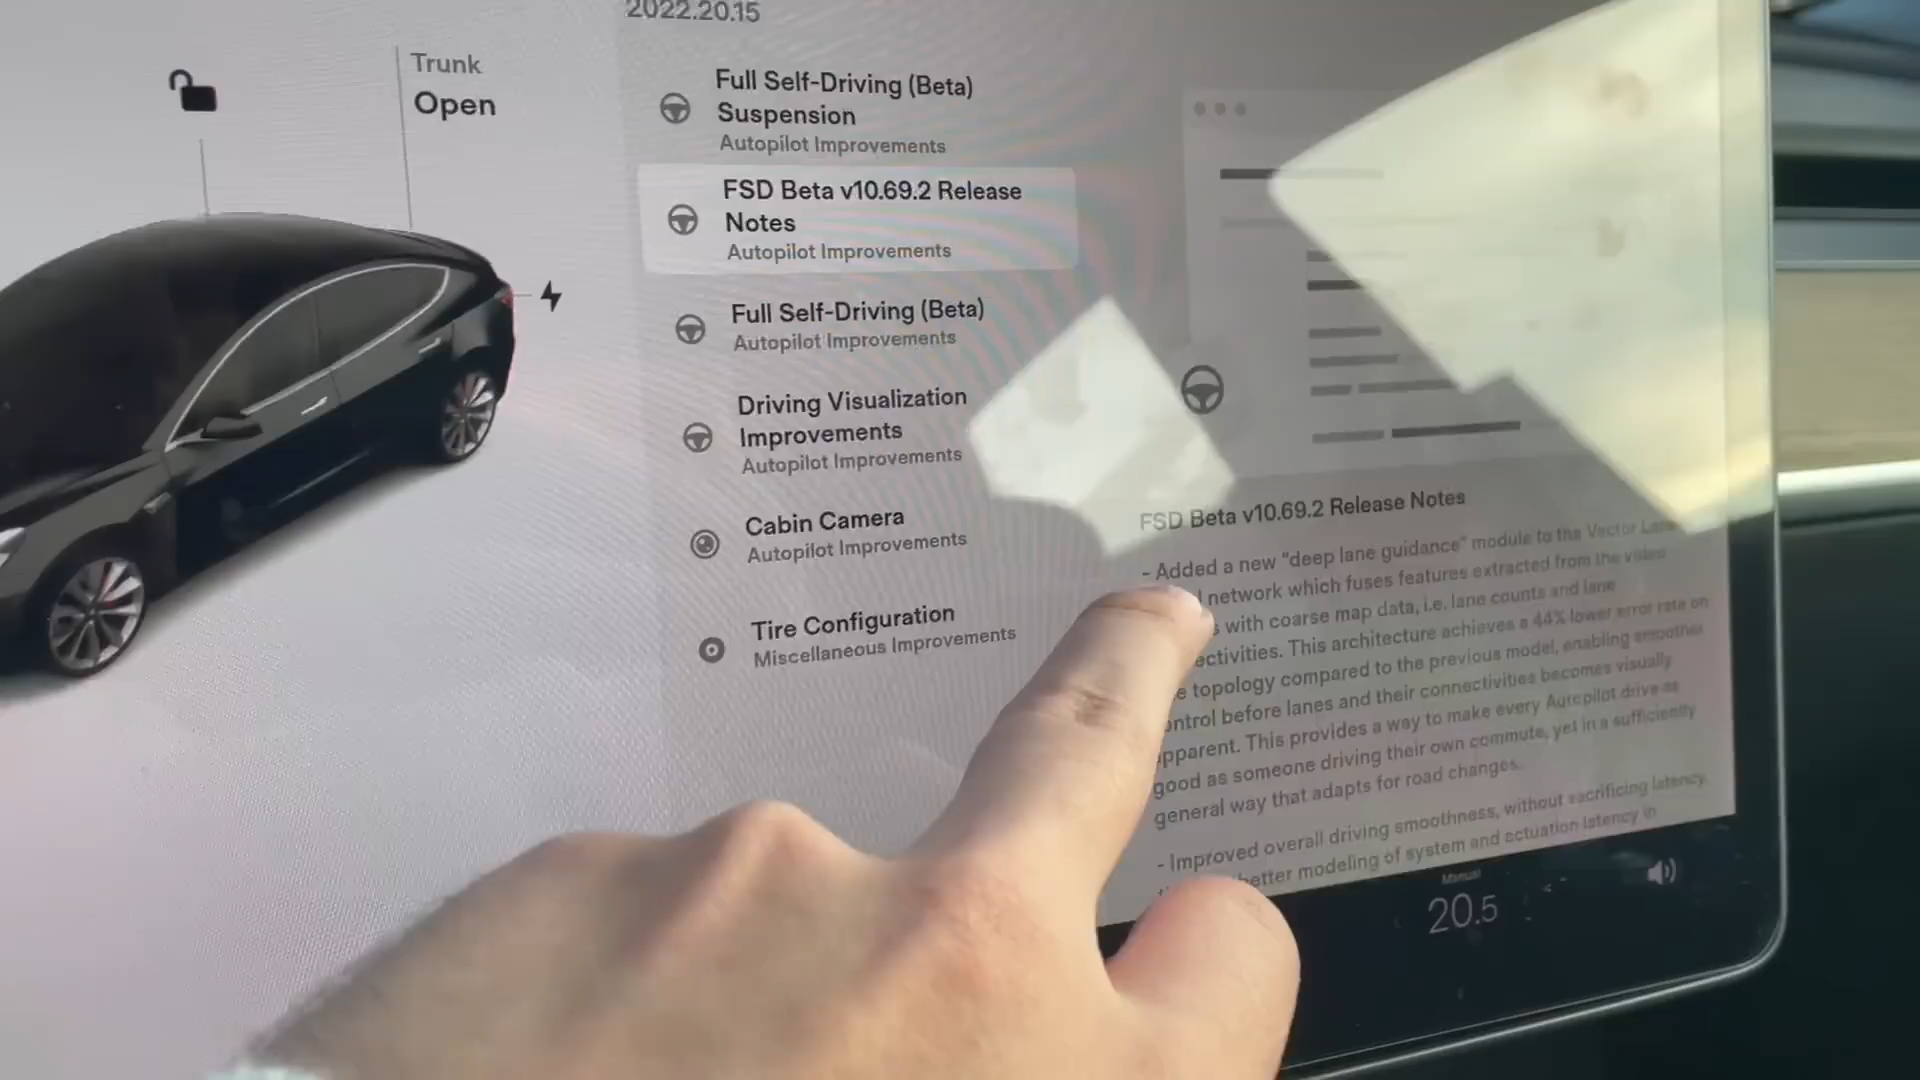 2022.20.15
Trunk
Open
Full Self-Driving (Beta)
Suspension
Autopilot Improvements
FSD Beta v10.69.2 Release
Notes
Autopilot Improvements
Full Self-Driving (Beta)
Autopilot Improvements
Driving Visualization
Improvements
Autopilot Improvements
Cabin Camera
Autopilot Improvements
Tire Configuration
Miscellaneous Improvements
FSD Beta v10.69.2 Release Notes
- Added a new "deep lane guidance" module to the Vector Lane
network which fuses features extracted from the video
with coarse map data, i.e. lane counts and lane
ectivities. This architecture achieves a 44% lower error rate on
e topology compared to the previous model, enabling smoother
ontrol before lanes and their connectivities becomes visually
apparent. This provides a way to make every Autopilot drive as
good as someone driving their own commute, yet in a sufficiently
general way that adapts for road changes.
- Improved overall driving smoothness, without sacrificing latency,
better modeling of system and actuation latency in
Manual
20.5